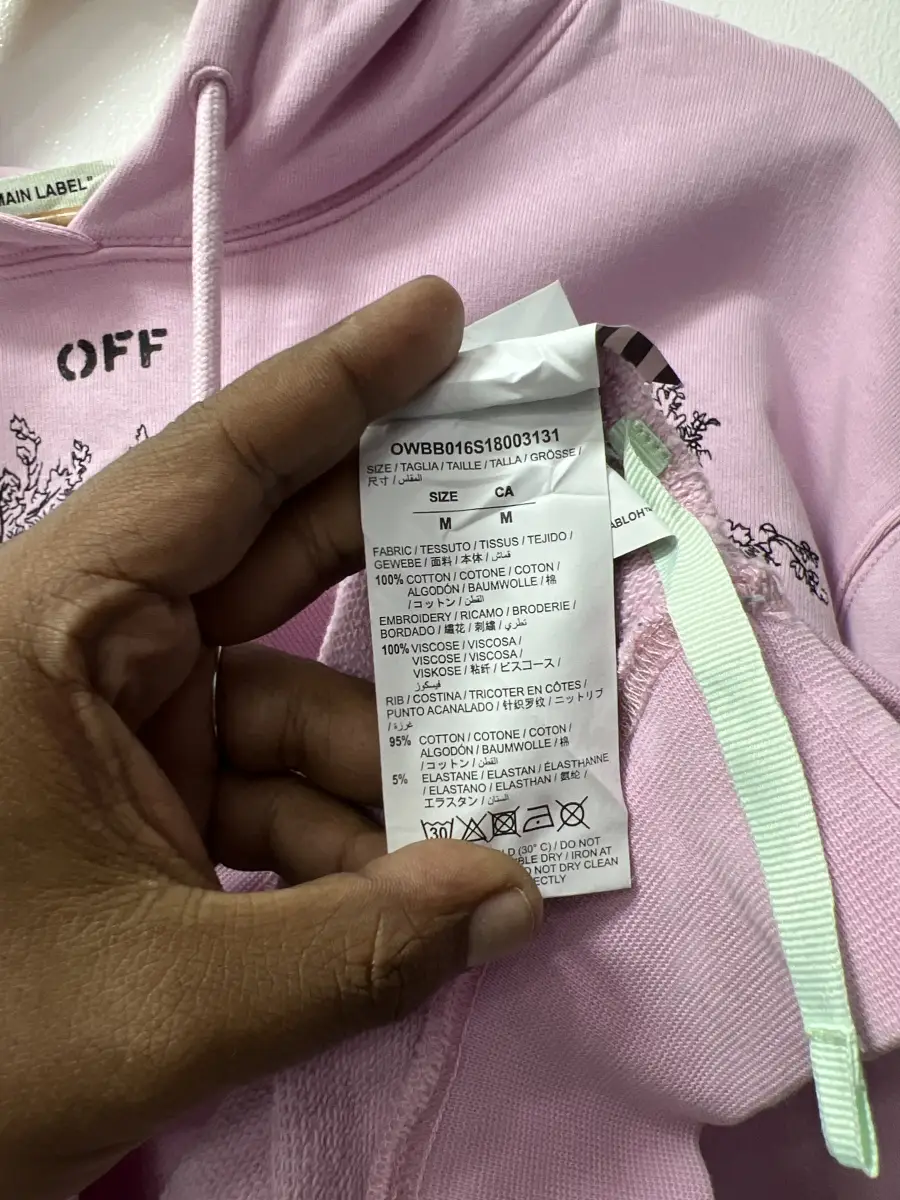 MAIN LABEL"
OFF
OWBB016S18003131
SIZE / TAGLIA / TAILLE / TALLA / GRÖSSE /
尺寸 / المقاس
SIZE CA
M M
ABLOH™
FABRIC / TESSUTO / TISSUS / TEJIDO /
GEWEBE / 面料 / 本体 / قماش
100% COTTON / COTONE / COTON /
ALGODÓN / BAUMWOLLE / 棉
/ コットン / القطن
EMBROIDERY / RICAMO / BRODERIE /
BORDADO / 繡花 / 刺繍 / تطري
100% VISCOSE / VISCOSA /
VISCOSE / VISCOSA /
VISKOSE / 粘纤 / ビスコース /
فيسكوز
RIB / COSTINA / TRICOTER EN CÔTES /
PUNTO ACANALADO / 针织罗纹 / ニットリブ
/ غرزة
95% COTTON / COTONE / COTON /
ALGODÓN / BAUMWOLLE / 棉
/ コットン / القطن
5% ELASTANE / ELASTAN / ÉLASTHANNE
/ ELASTANO / ELASTHAN / 氨纶 /
エラスタン / الستان
30
D (30° C) / DO NOT
BLE DRY / IRON AT
O NOT DRY CLEAN
ECTLY